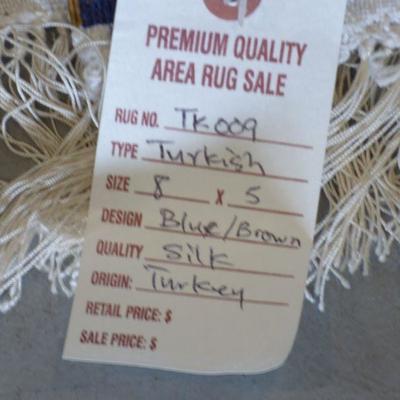 PREMIUM QUALITY
AREA RUG SALE
RUG NO. TK009
TYPE Turkish
SIZE 8 X 5
DESIGN Blue/Brown
QUALITY Silk
ORIGIN: Turkey
RETAIL PRICE: $
SALE PRICE: $